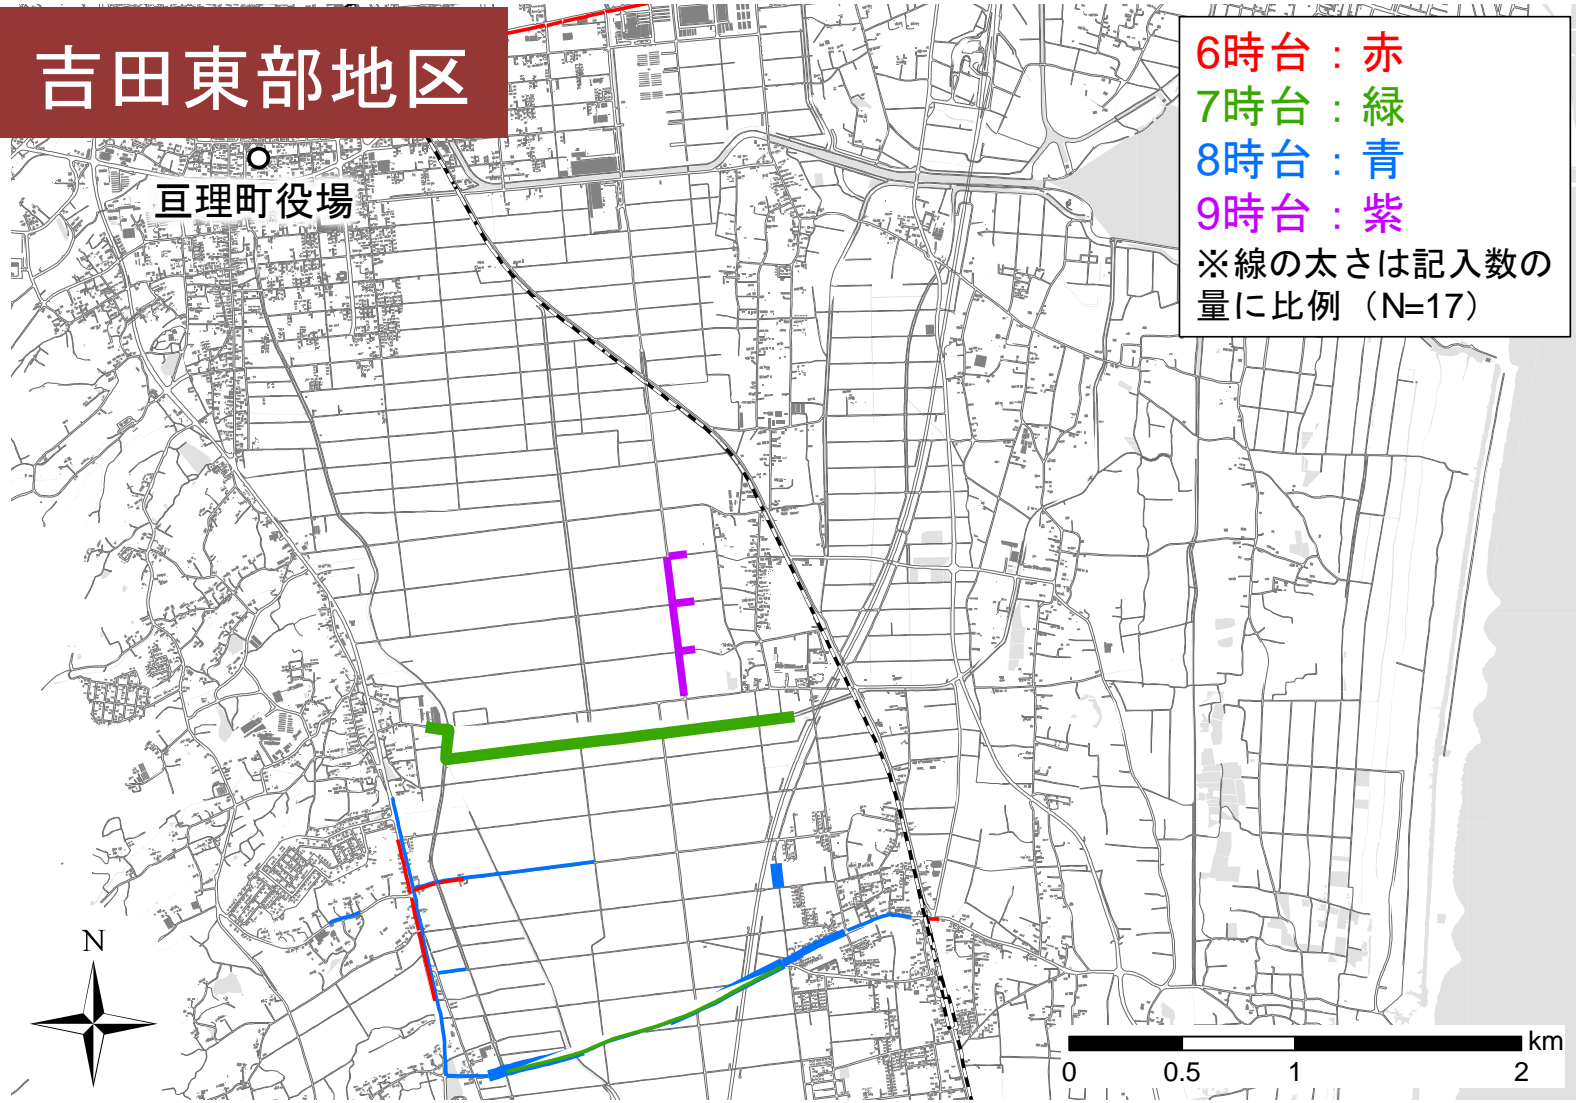 吉田東部地区
6時台：赤
7時台：緑
8時台：青
9時台：紫
※線の太さは記入数の
量に比例（N=17）
亘理町役場
N
km
0 0.5 1 2